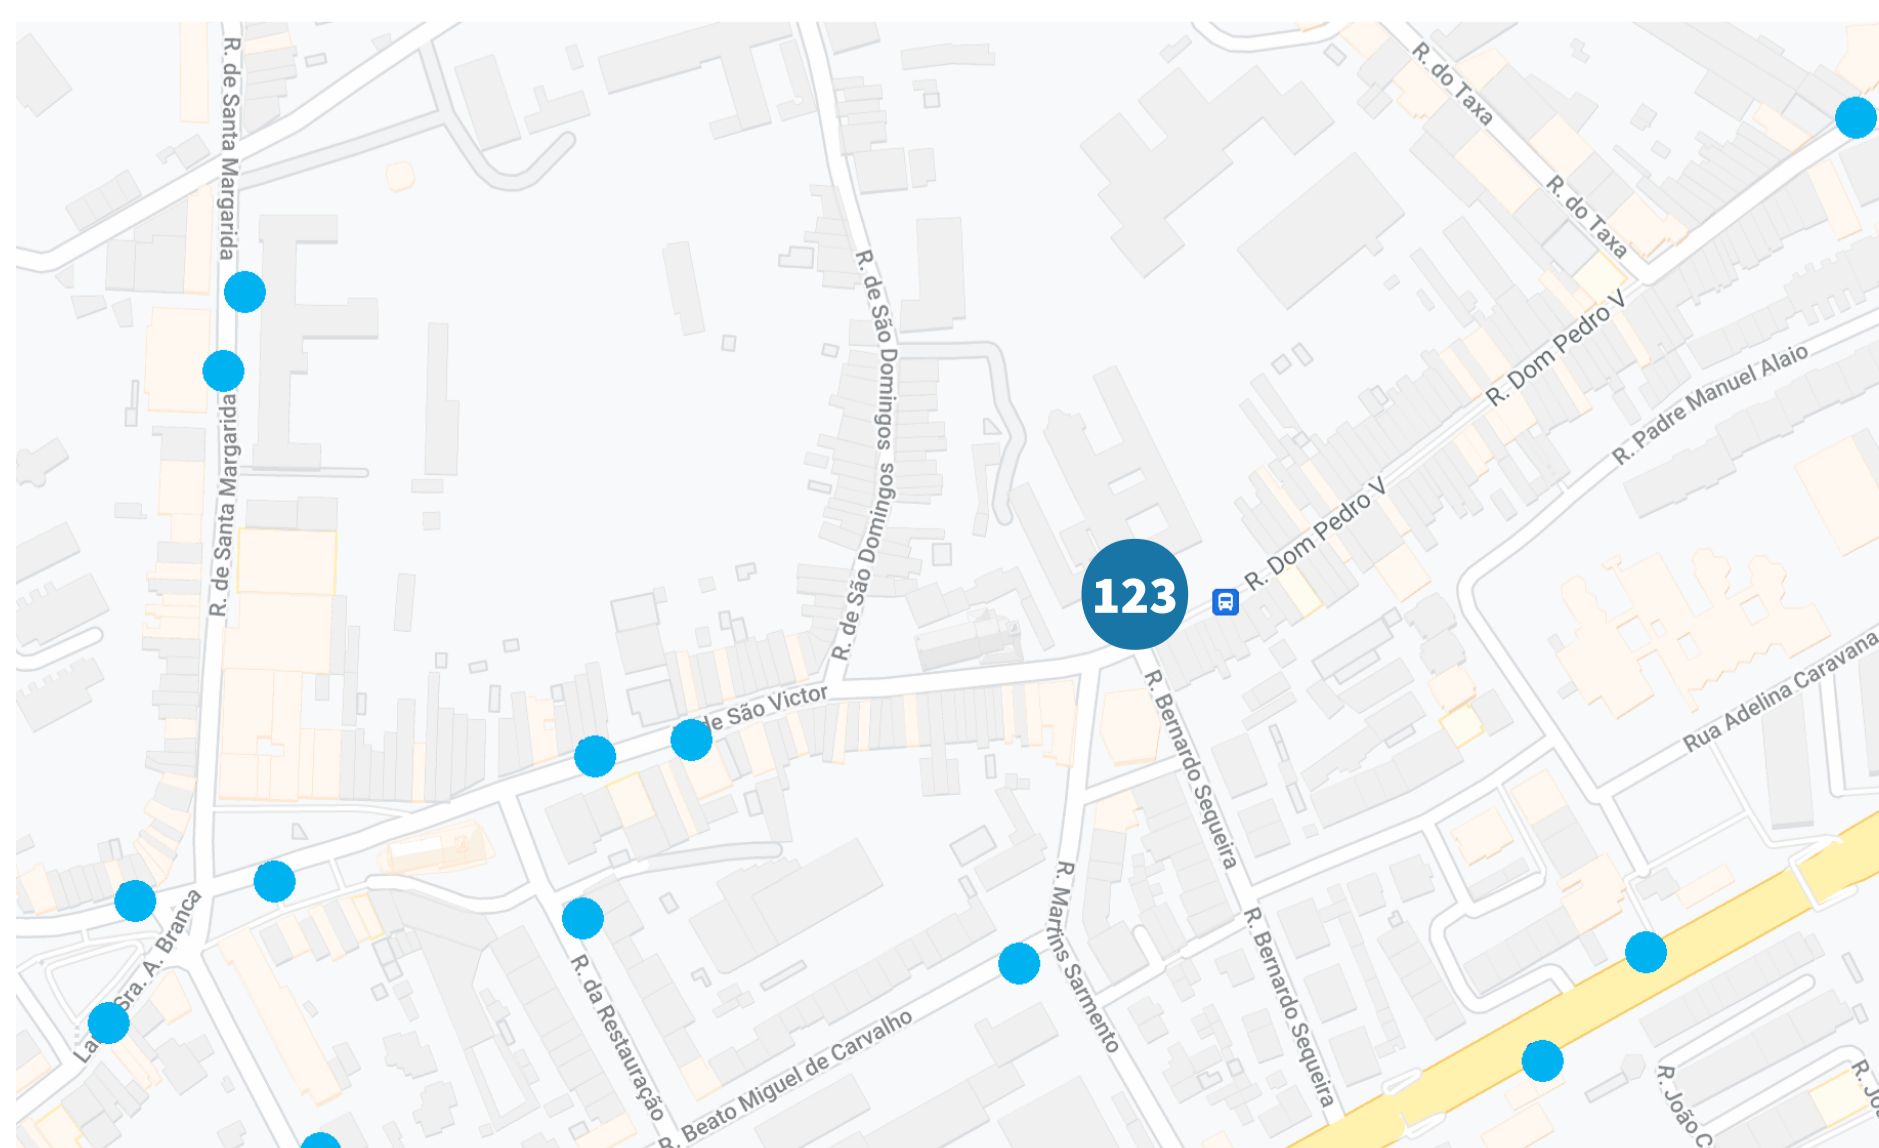 R. de Santa Margarida
R. do Taxa
R. do Taxa
R. de São Domingos
R. Dom Pedro V
R. Padre Manuel Alaio
R. de Santa Margarida
R. de São Domingos
R. Dom Pedro V
123
Rua Adelina Caravana
de São Victor
R. Bernardo Sequeira
R. Martins Sarmento
Sra. A. Branca
R. da Restauração
R. Bernardo Sequeira
R. Beato Miguel de Carvalho
R. João C
R. Jo